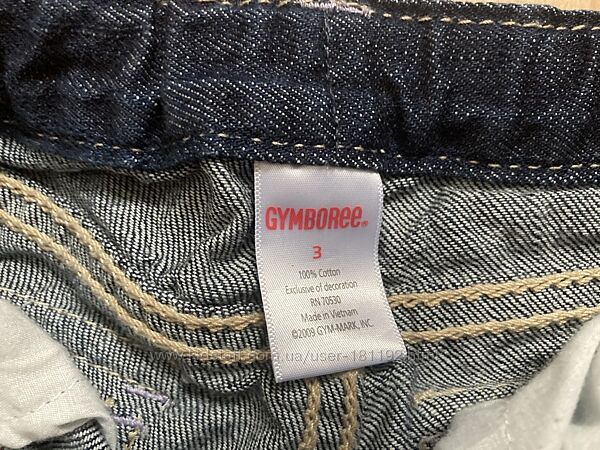 GYMBOREE®
3
100% Cotton
Exclusive of decoration
RN 70530
Made in Vietnam
©2009 GYM-MARK, INC.